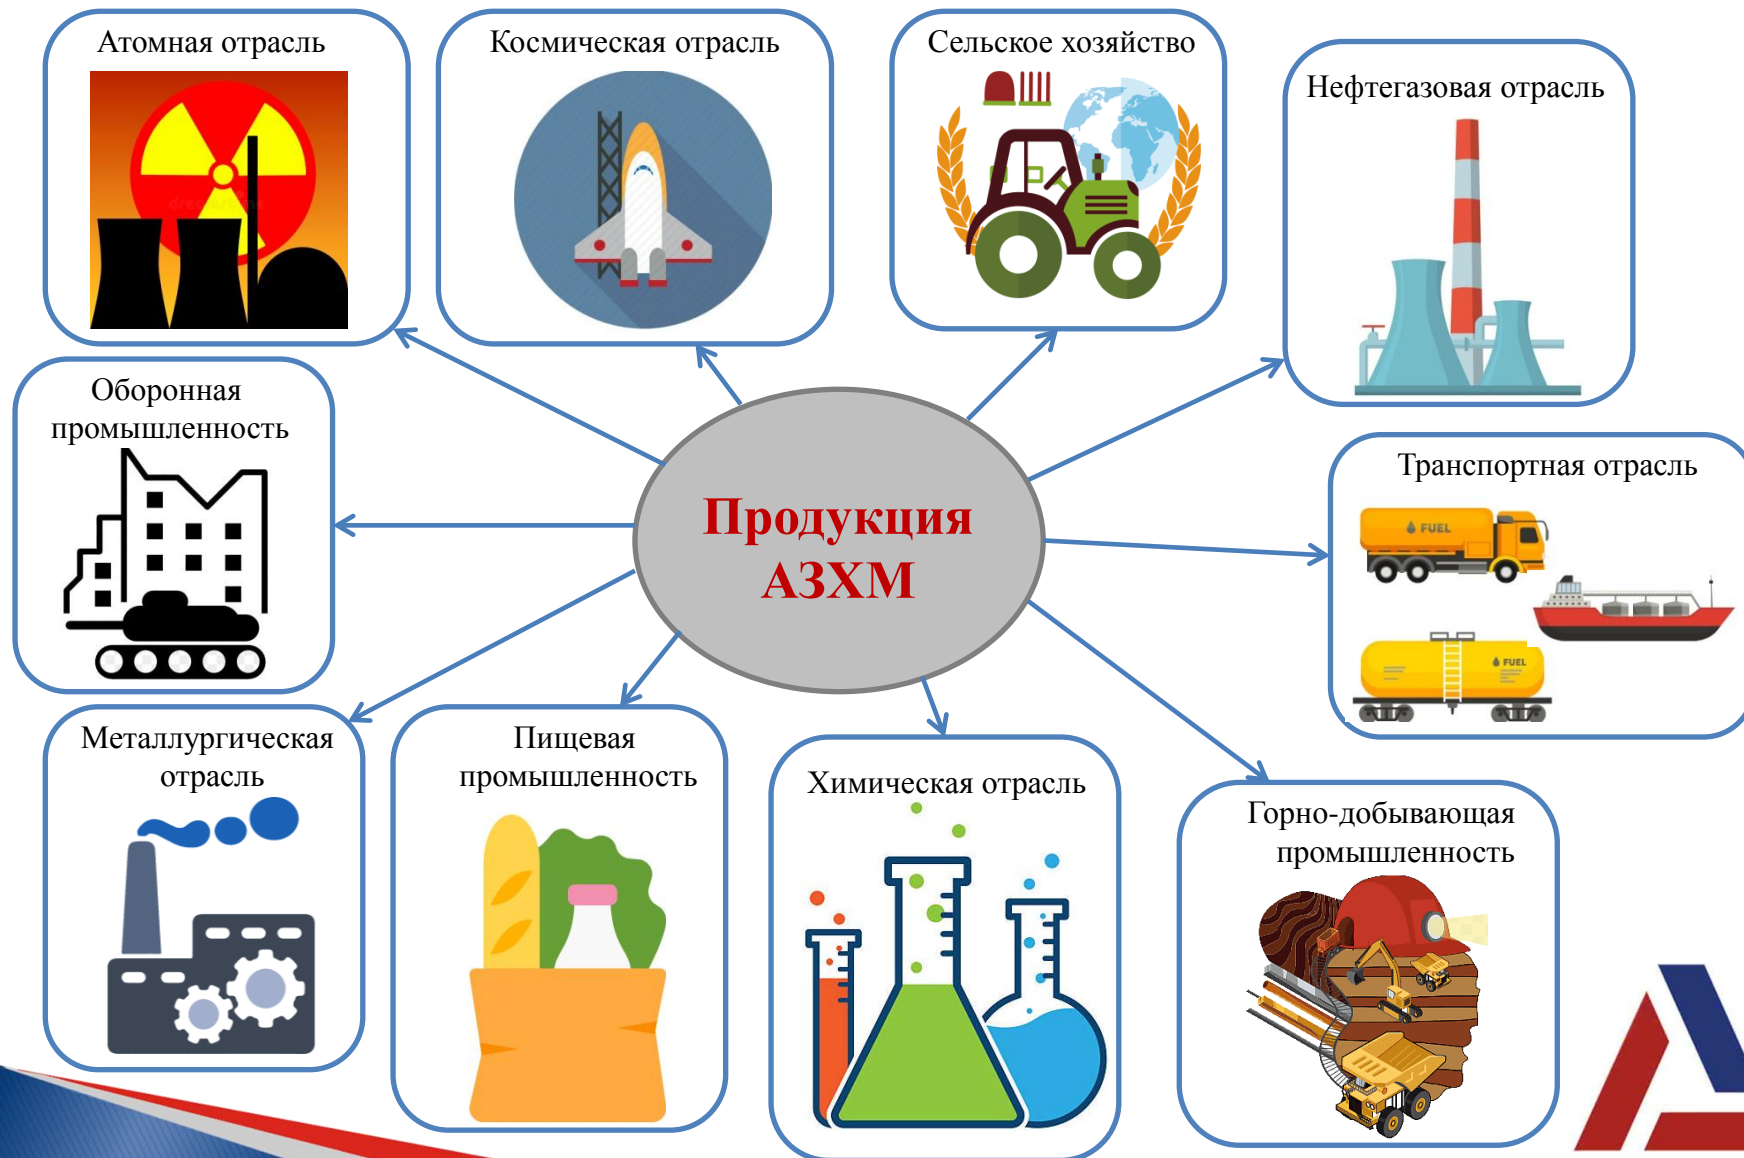 Атомная отрасль
Космическая отрасль
Сельское хозяйство
Нефтегазовая отрасль
Оборонная
промышленность
Продукция
АЗХМ
Транспортная отрасль
FUEL
FUEL
Металлургическая
отрасль
Пищевая
промышленность
Химическая отрасль
Горно-добывающая
промышленность